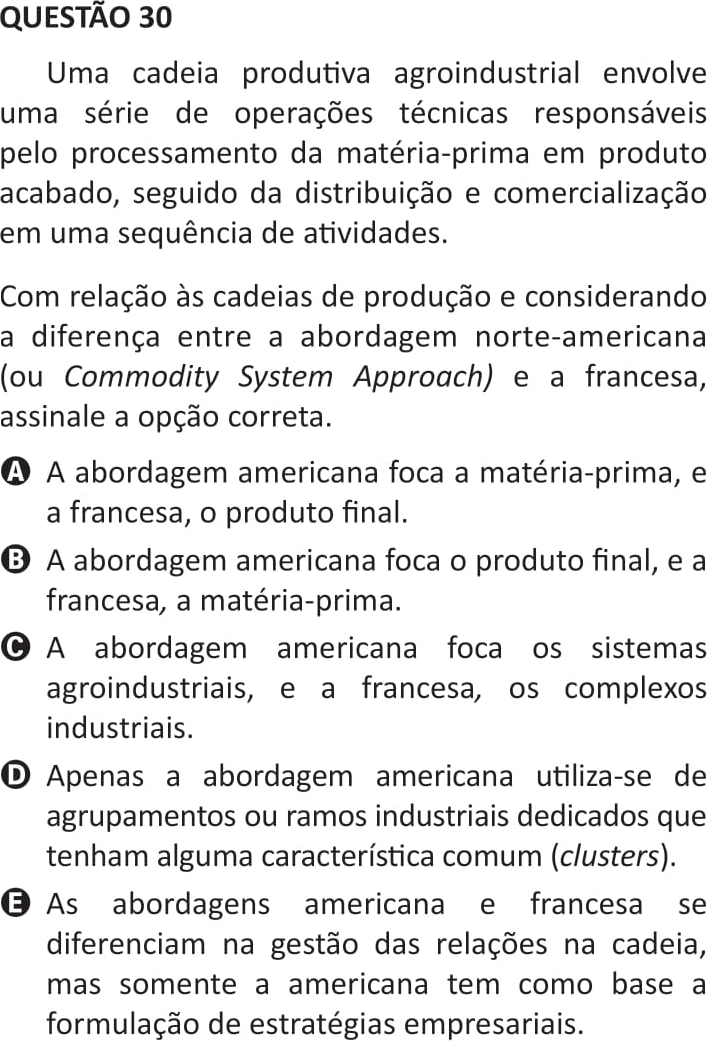 QUESTÃO 30
Uma cadeia produtiva agroindustrial envolve
uma série de operações técnicas responsáveis
pelo processamento da matéria-prima em produto
acabado, seguido da distribuição e comercialização
em uma sequência de atividades.
Com relação às cadeias de produção e considerando
a diferença entre a abordagem norte-americana
(ou Commodity System Approach) e a francesa,
assinale a opção correta.
A A abordagem americana foca a matéria-prima, e
a francesa, o produto final.
B A abordagem americana foca o produto final, e a
francesa, a matéria-prima.
C A abordagem americana foca os sistemas
agroindustriais, e a francesa, os complexos
industriais.
D Apenas a abordagem americana utiliza-se de
agrupamentos ou ramos industriais dedicados que
tenham alguma característica comum (clusters).
E As abordagens americana e francesa se
diferenciam na gestão das relações na cadeia,
mas somente a americana tem como base a
formulação de estratégias empresariais.